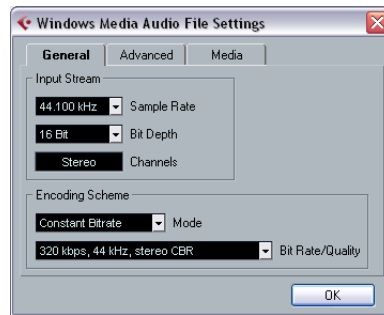 Windows Media Audio File Settings
General Advanced Media
Input Stream
44.100 kHz Sample Rate
16 Bit Bit Depth
Stereo Channels
Encoding Scheme
Constant Bitrate Mode
320 kbps, 44 kHz, stereo CBR Bit Rate/Quality
OK